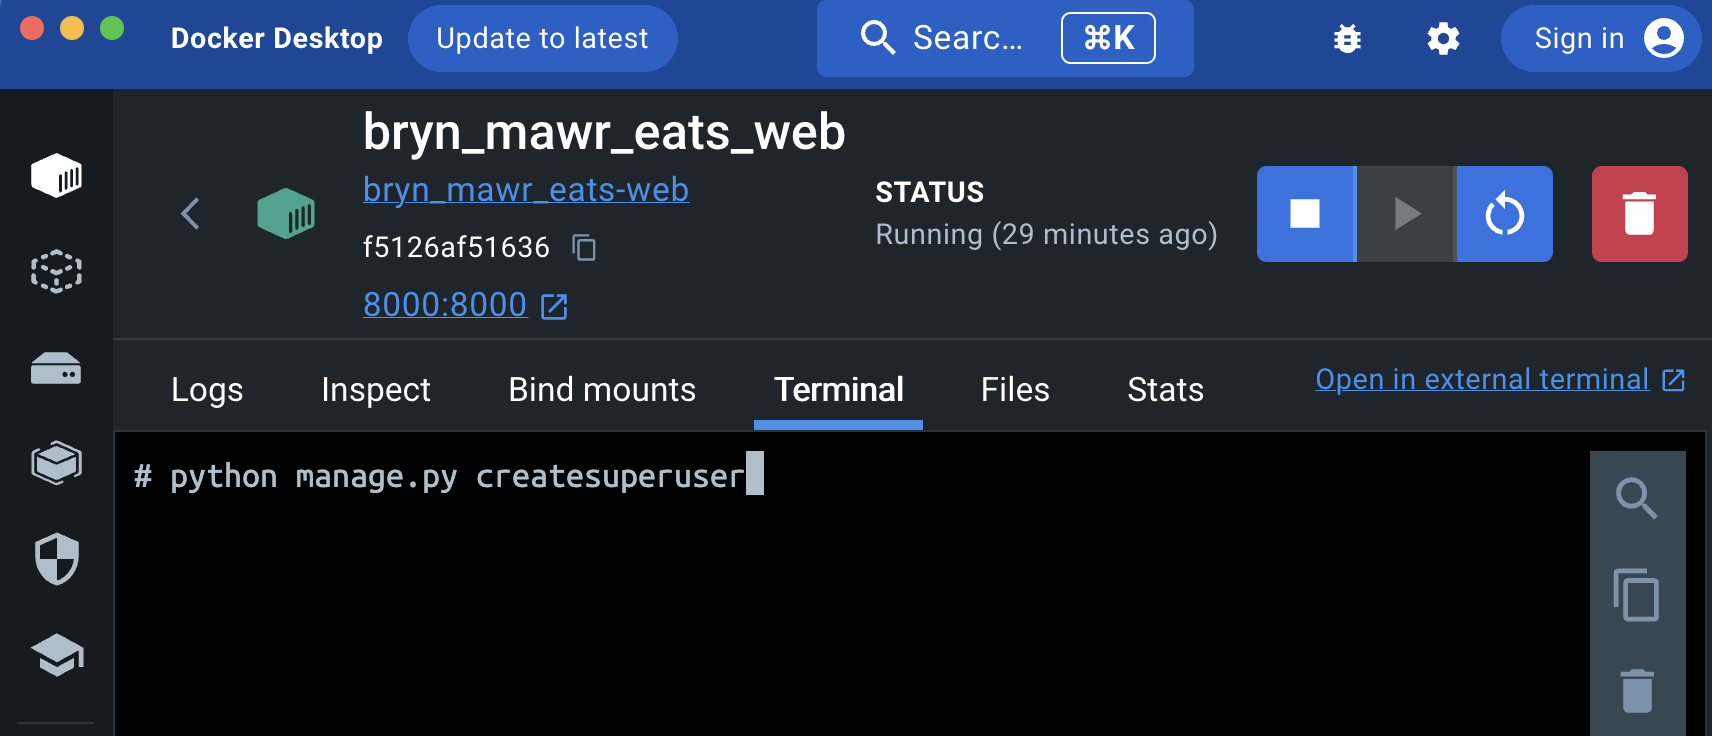 Docker Desktop
Update to latest
Searc...
⌘K
Sign in
bryn_mawr_eats_web
bryn_mawr_eats-web
f5126af51636
8000:8000
STATUS
Running (29 minutes ago)
Logs
Inspect
Bind mounts
Terminal
Files
Stats
Open in external terminal
# python manage.py createsuperuser